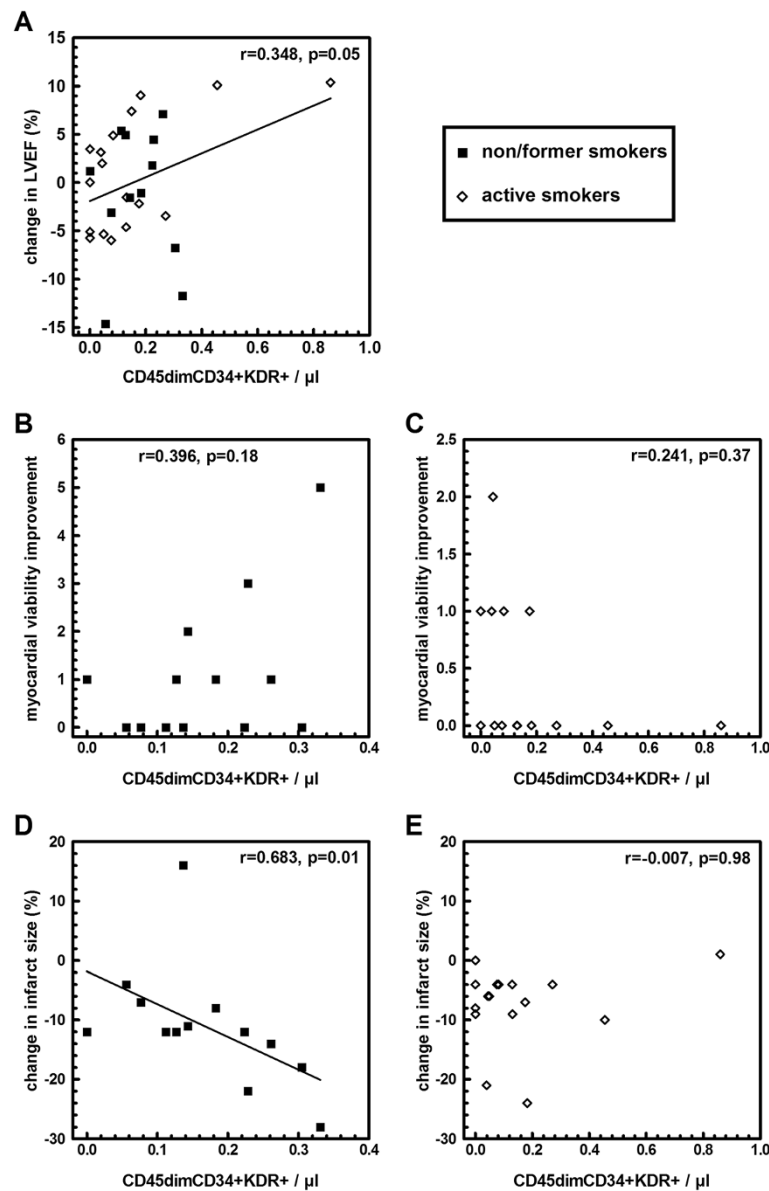 A
r=0.348, p=0.05
15
10
5
0
-5
-10
-15
change in LVEF (%)
0.0 0.2 0.4 0.6 0.8 1.0
CD45dimCD34+KDR+ / µl
non/former smokers
active smokers
B
r=0.396, p=0.18
6
5
4
3
2
1
0
myocardial viability improvement
0.0 0.1 0.2 0.3 0.4
CD45dimCD34+KDR+ / µl
C
r=0.241, p=0.37
2.5
2.0
1.5
1.0
0.5
0.0
myocardial viability improvement
0.0 0.2 0.4 0.6 0.8 1.0
CD45dimCD34+KDR+ / µl
D
r=0.683, p=0.01
20
10
0
-10
-20
-30
change in infarct size (%)
0.0 0.1 0.2 0.3 0.4
CD45dimCD34+KDR+ / µl
E
r=-0.007, p=0.98
20
10
0
-10
-20
-30
change in infarct size (%)
0.0 0.2 0.4 0.6 0.8 1.0
CD45dimCD34+KDR+ / µl